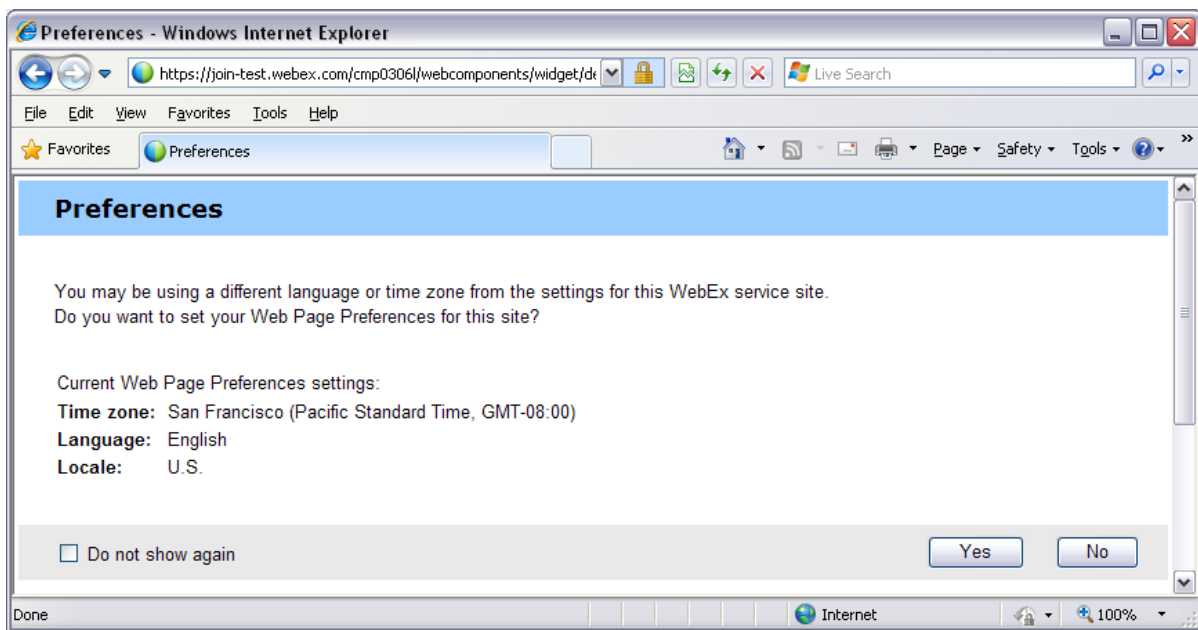 Preferences - Windows Internet Explorer
https://join-test.webex.com/cmp0306l/webcomponents/widget/de
Live Search
File Edit View Favorites Tools Help
Favorites Preferences Page Safety Tools »
Preferences
You may be using a different language or time zone from the settings for this WebEx service site.
Do you want to set your Web Page Preferences for this site?
Current Web Page Preferences settings:
Time zone: San Francisco (Pacific Standard Time, GMT-08:00)
Language: English
Locale: U.S.
Do not show again Yes No
Done Internet 100%